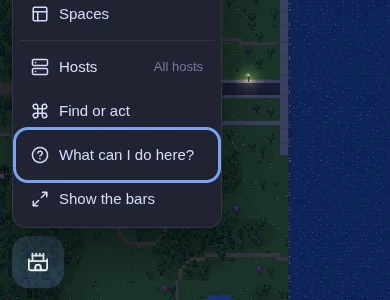 Spaces
Hosts All hosts
Find or act
What can I do here?
Show the bars